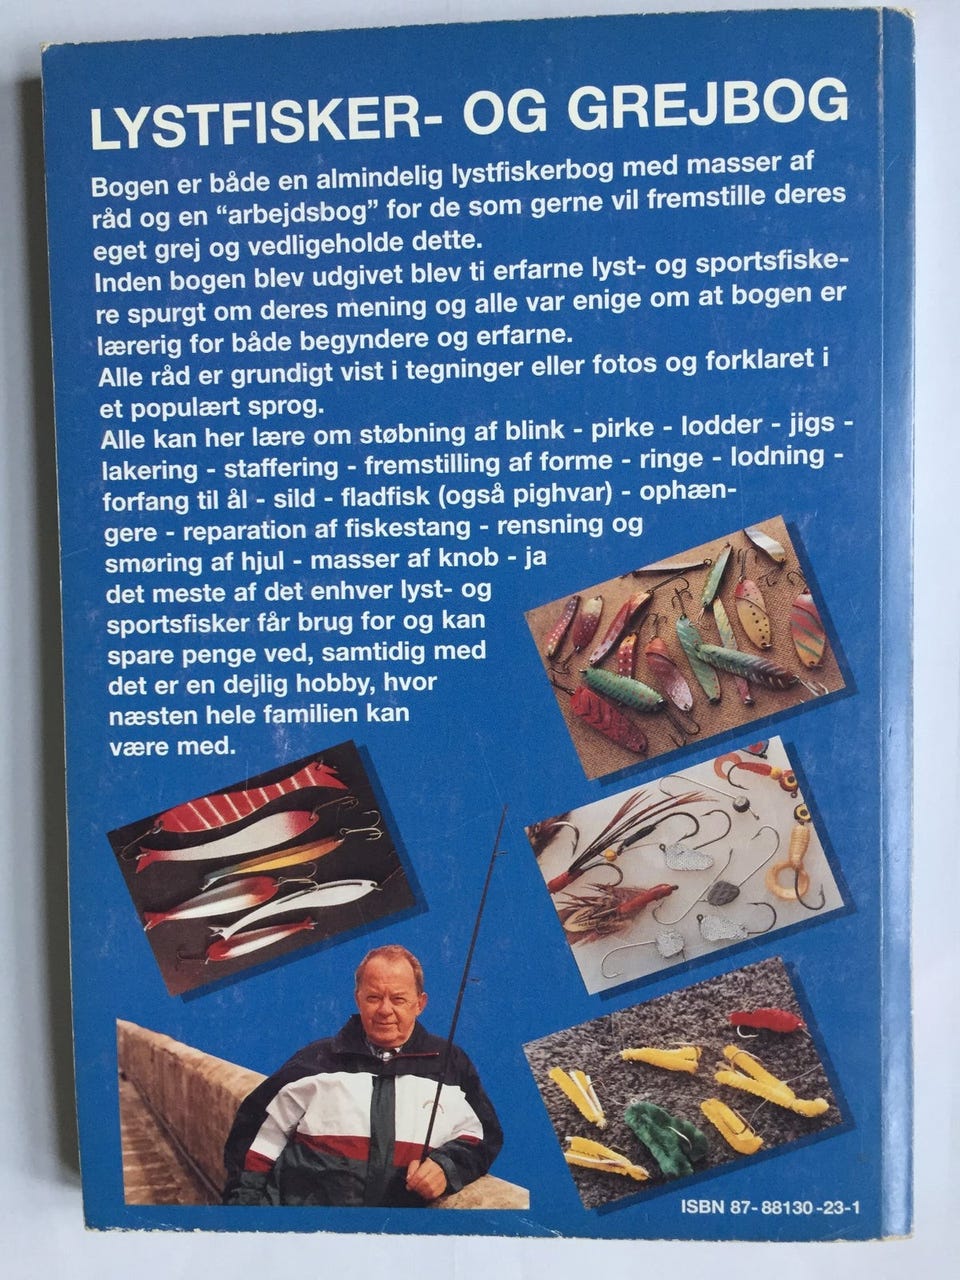 LYSTFISKER- OG GREJBOG
Bogen er både en almindelig lystfiskerbog med masser af
råd og en “arbejdsbog” for de som gerne vil fremstille deres
eget grej og vedligeholde dette.
Inden bogen blev udgivet blev ti erfarne lyst- og sportsfiske-
re spurgt om deres mening og alle var enige om at bogen er
lærerig for både begyndere og erfarne.
Alle råd er grundigt vist i tegninger eller fotos og forklaret i
et populært sprog.
Alle kan her lære om støbning af blink - pirke - lodder - jigs -
lakering - staffering - fremstilling af forme - ringe - lodning -
forfang til ål - sild - fladfisk (også pighvar) - ophæn-
gere - reparation af fiskestang - rensning og
smøring af hjul - masser af knob - ja
det meste af det enhver lyst- og
sportsfisker får brug for og kan
spare penge ved, samtidig med
det er en dejlig hobby, hvor
næsten hele familien kan
være med.
ISBN 87-88130-23-1